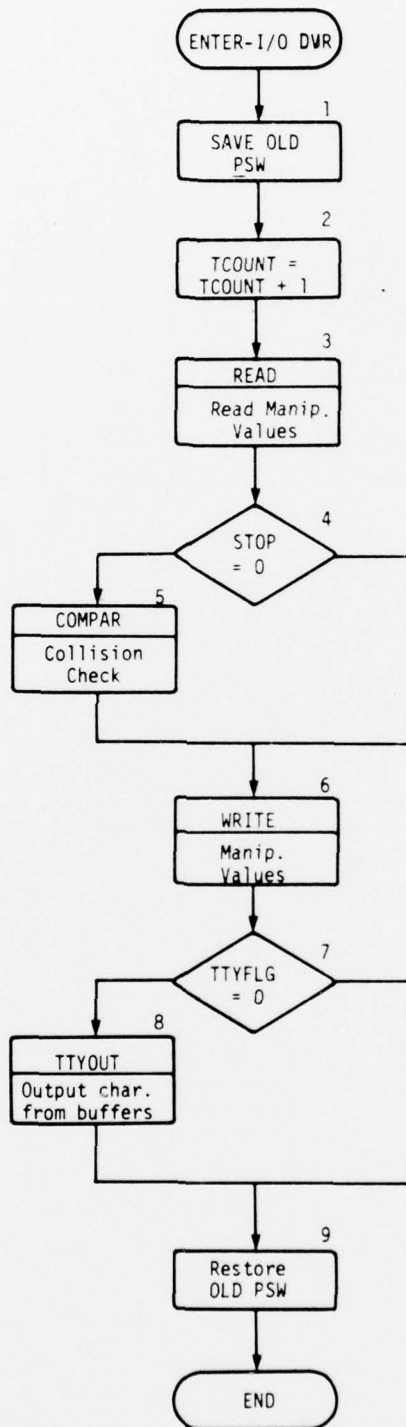 ENTER-I/O DVR
1
SAVE OLD
PSW
2
TCOUNT =
TCOUNT + 1
3
READ
Read Manip.
Values
4
STOP
= 0
5
COMPAR
Collision
Check
6
WRITE
Manip.
Values
7
TTYFLG
= 0
8
TTYOUT
Output char.
from buffers
9
Restore
OLD PSW
END